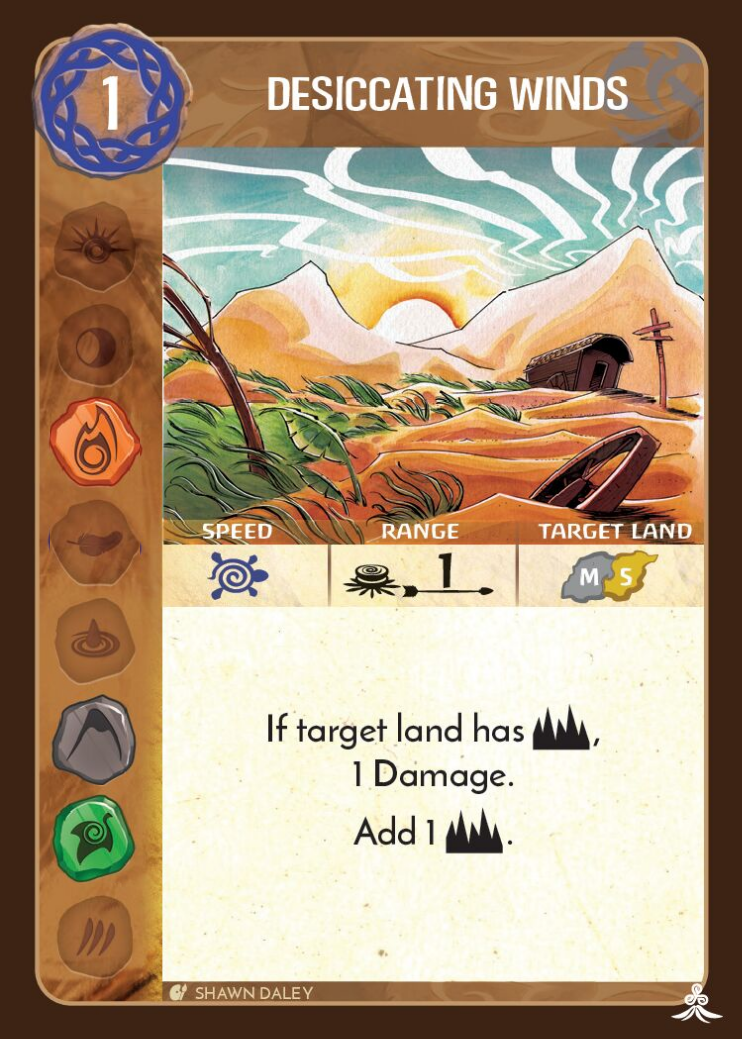 1
DESICCATING WINDS
SPEED RANGE TARGET LAND
1 M S
If target land has ,
1 Damage.
Add 1 .
SHAWN DALEY